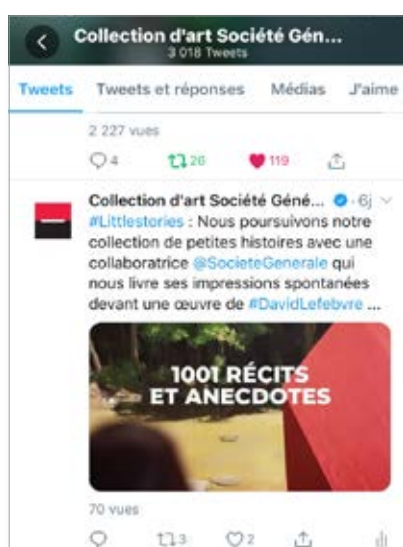 Collection d'art Société Gén...
3 018 Tweets
Tweets Tweets et réponses Médias J'aime
2 227 vues
4 26 119
Collection d'art Société Géné... · 6j
#Littlestories : Nous poursuivons notre
collection de petites histoires avec une
collaboratrice @SocieteGenerale qui
nous livre ses impressions spontanées
devant une œuvre de #DavidLefebvre ...
1001 RÉCITS
ET ANECDOTES
70 vues
3 2